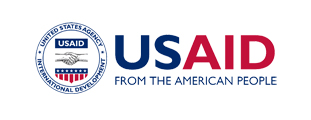 UNITED STATES AGENCY
USAID
INTERNATIONAL DEVELOPMENT
USAID
FROM THE AMERICAN PEOPLE